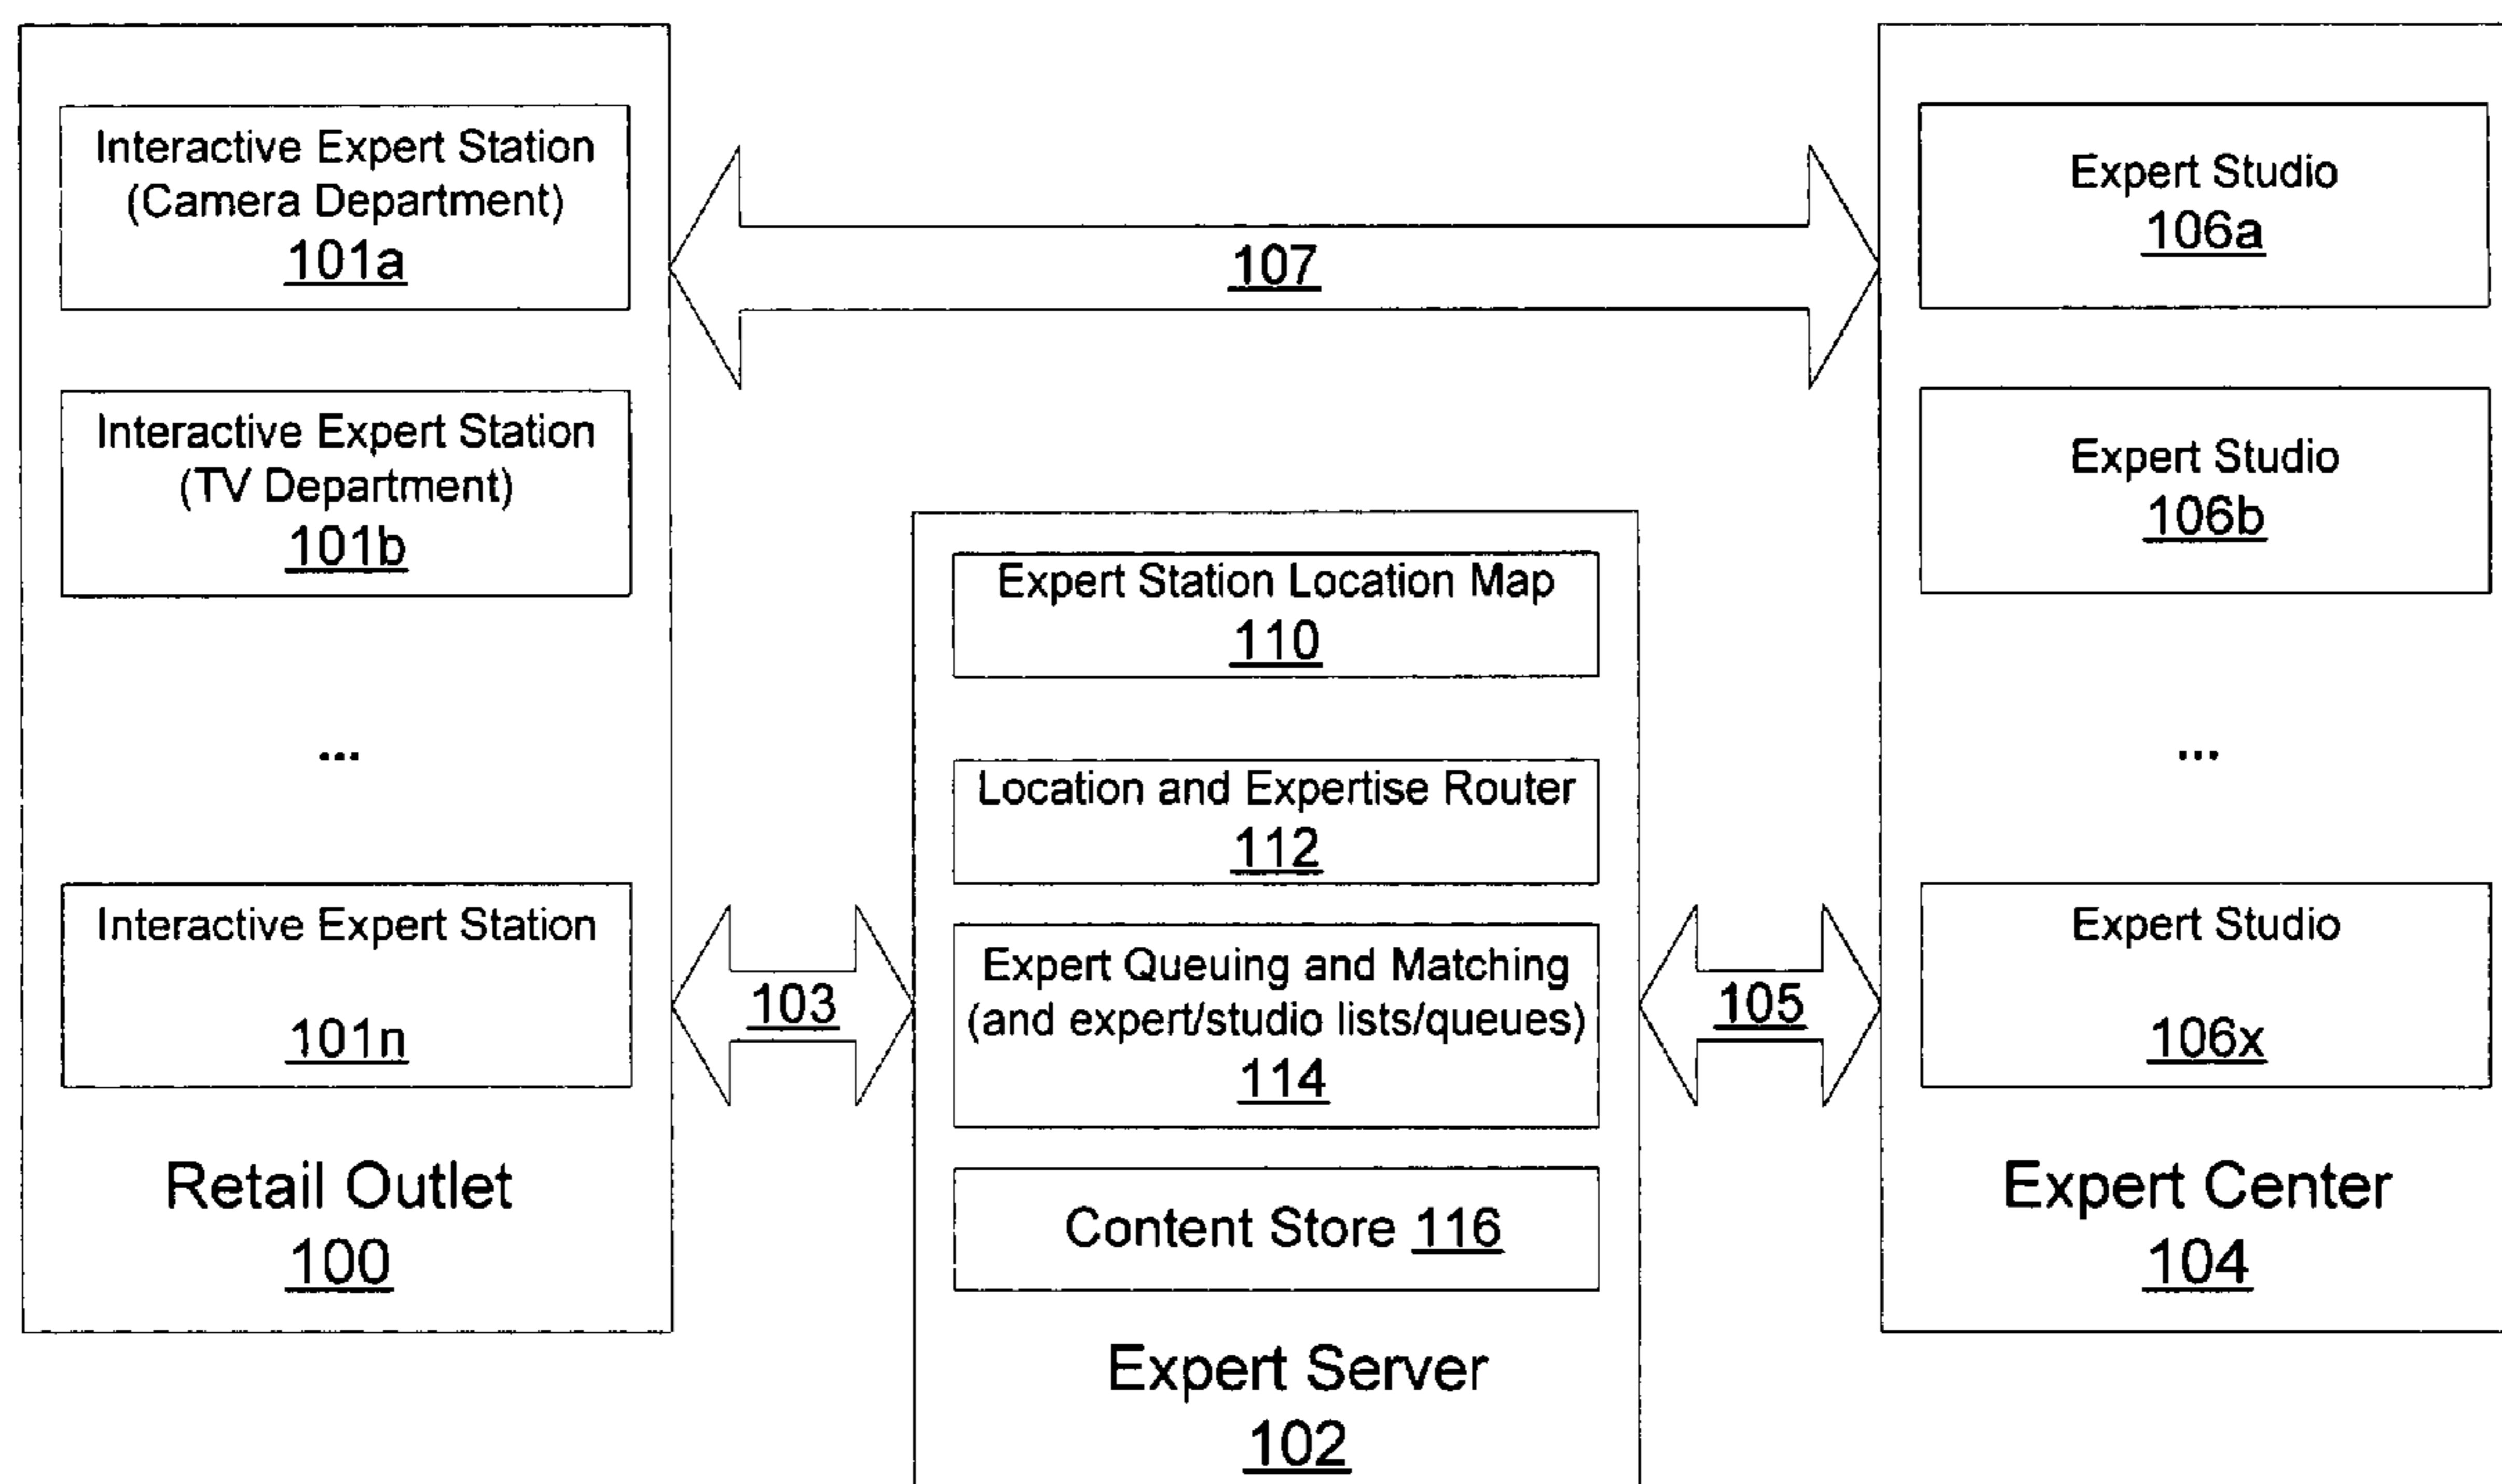 Interactive Expert Station
(Camera Department)
101a
Interactive Expert Station
(TV Department)
101b
...
Interactive Expert Station
101n
Retail Outlet
100
107
103
Expert Station Location Map
110
Location and Expertise Router
112
Expert Queuing and Matching
(and expert/studio lists/queues)
114
Content Store 116
Expert Server
102
105
Expert Studio
106a
Expert Studio
106b
...
Expert Studio
106x
Expert Center
104